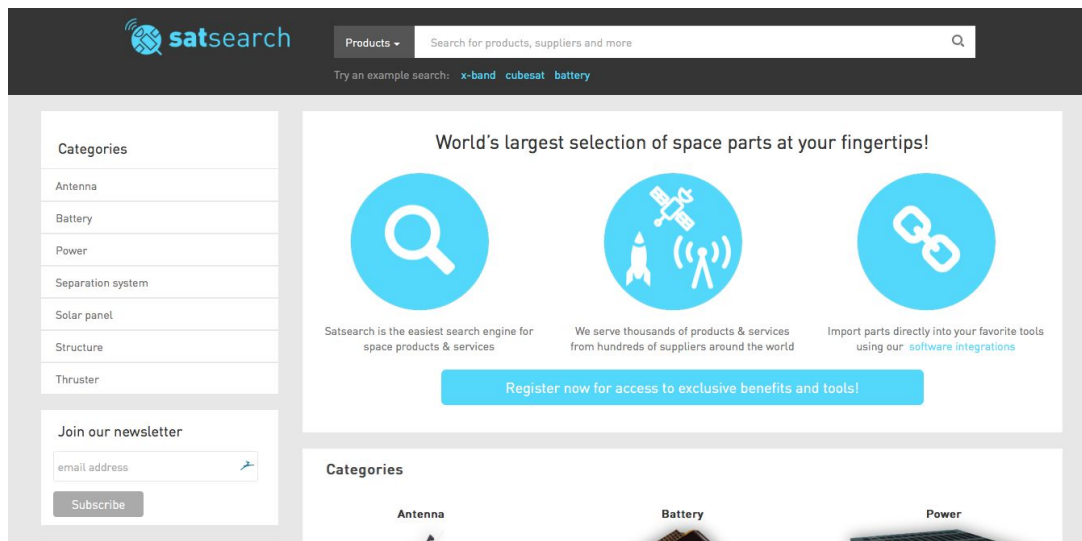 satsearch
Products
Search for products, suppliers and more
Try an example search: x-band cubesat battery
Categories
Antenna
Battery
Power
Separation system
Solar panel
Structure
Thruster
Join our newsletter
email address
Subscribe
World's largest selection of space parts at your fingertips!
Satsearch is the easiest search engine for
space products & services
We serve thousands of products & services
from hundreds of suppliers around the world
Import parts directly into your favorite tools
using our software integrations
Register now for access to exclusive benefits and tools!
Categories
Antenna
Battery
Power